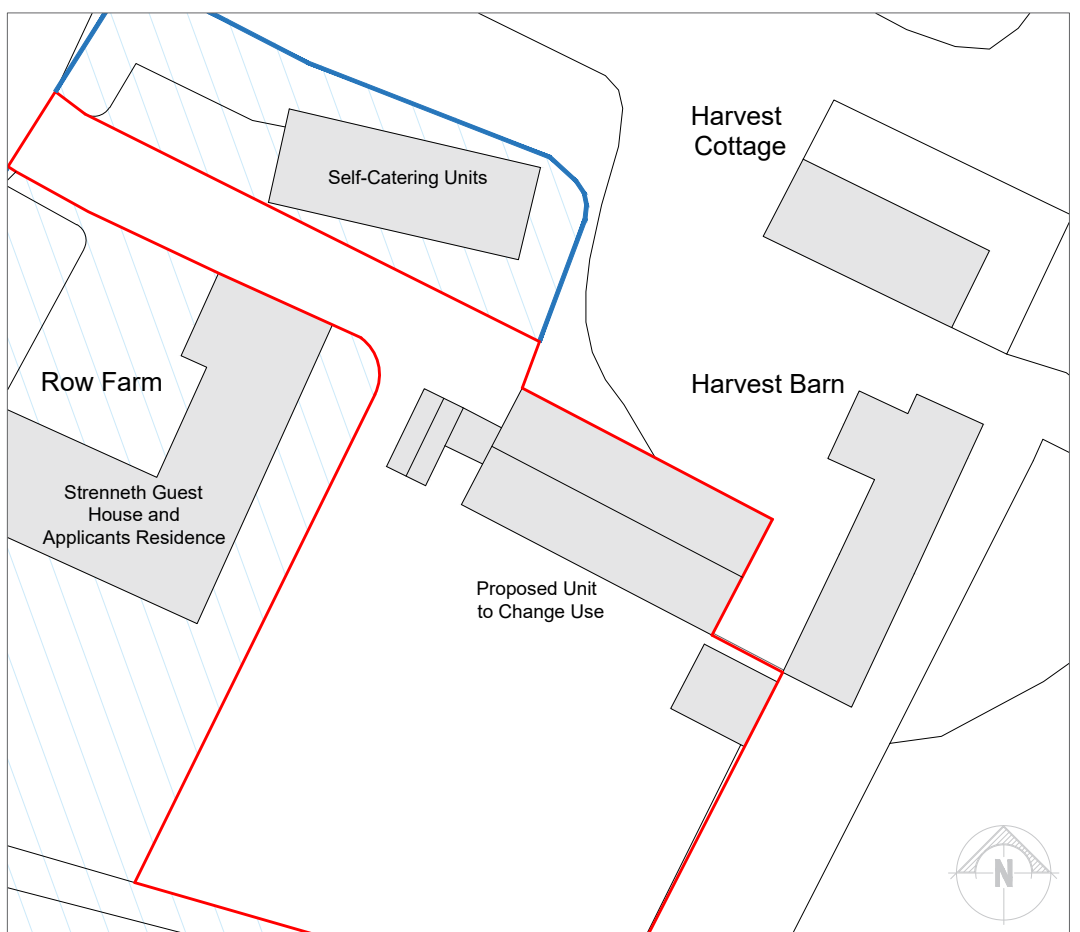 Harvest
Cottage
Self-Catering Units
Row Farm
Harvest Barn
Strenneth Guest
House and
Applicants Residence
Proposed Unit
to Change Use
N